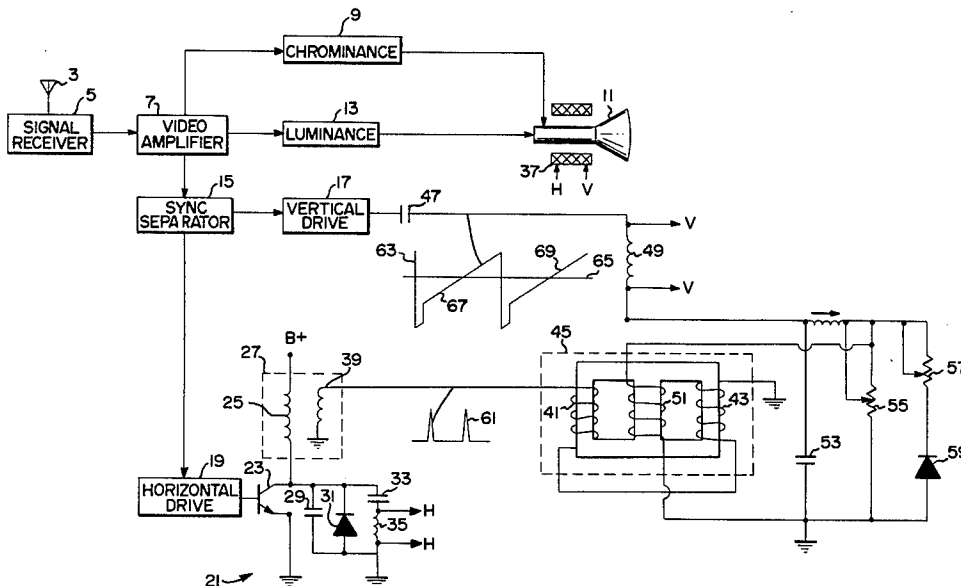 3
5
SIGNAL
RECEIVER
7
VIDEO
AMPLIFIER
9
CHROMINANCE
13
LUMINANCE
11
37
H
V
15
SYNC
SEPARATOR
17
VERTICAL
DRIVE
47
V
49
V
63
69
65
67
B+
27
39
25
61
45
41
51
43
57
55
53
59
19
HORIZONTAL
DRIVE
23
29
31
33
35
H
H
21